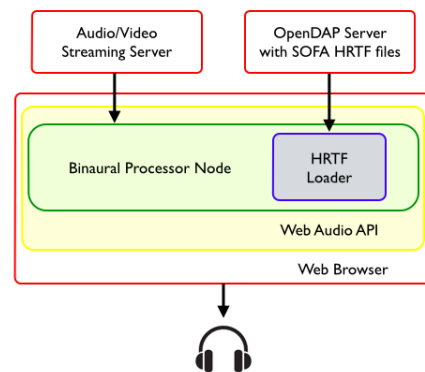 Audio/Video
Streaming Server
OpenDAP Server
with SOFA HRTF files
Binaural Processor Node
HRTF
Loader
Web Audio API
Web Browser